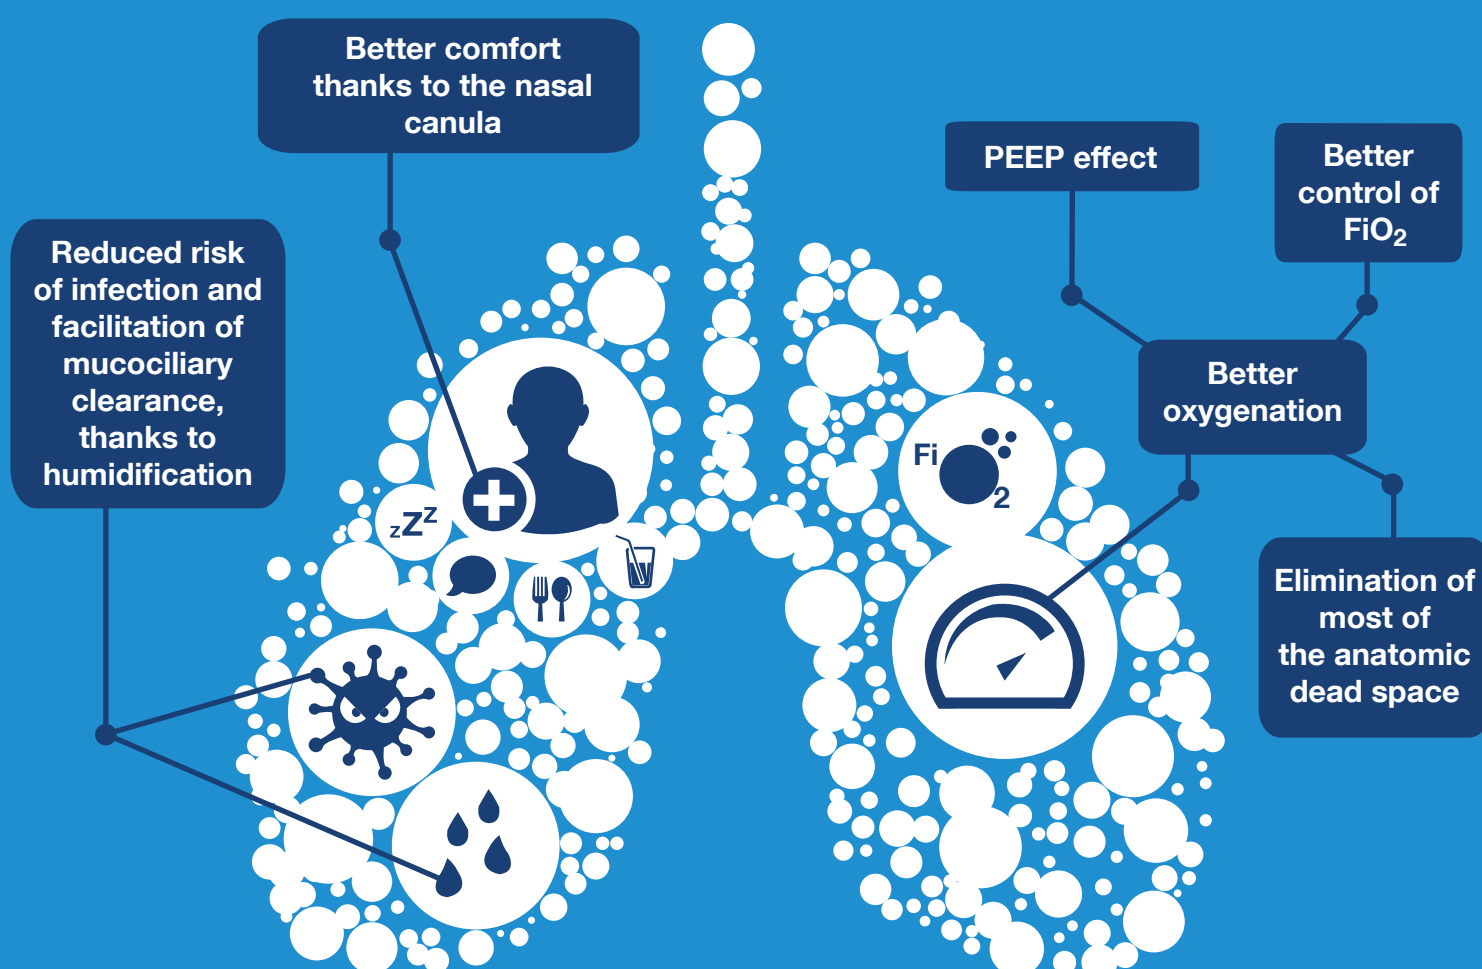 Better comfort
thanks to the nasal
canula
PEEP effect
Better
control of
FiO₂
Reduced risk
of infection and
facilitation of
mucociliary
clearance,
thanks to
humidification
Better
oxygenation
Fi
2
zZz
Elimination of
most of
the anatomic
dead space